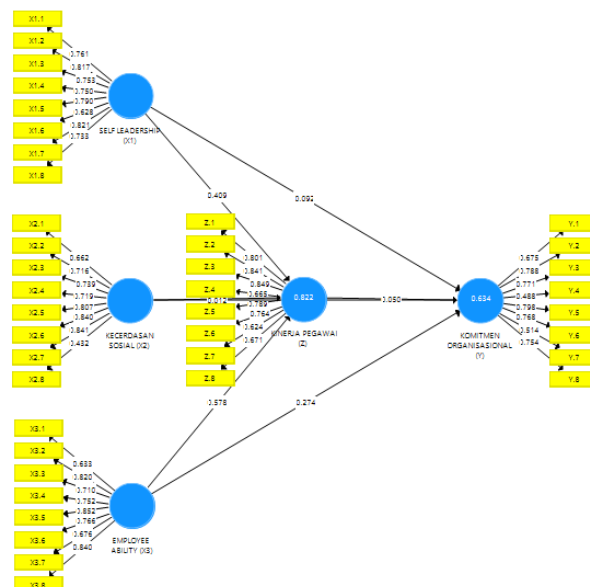 X1.1
X1.2
X1.3
X1.4
X1.5
X1.6
X1.7
X1.8
0.761
0.817
0.753
0.750
0.790
0.628
0.821
0.733
SELF LEADERSHIP
(X1)
0.409
0.092
X2.1
X2.2
X2.3
X2.4
X2.5
X2.6
X2.7
X2.8
0.662
0.716
0.739
0.719
0.807
0.840
0.841
0.432
KECERDASAN
SOSIAL (X2)
0.012
Z.1
Z.2
Z.3
Z.4
Z.5
Z.6
Z.7
Z.8
0.801
0.841
0.849
0.665
0.789
0.764
0.624
0.671
0.822
KINERJA PEGAWAI
(Z)
0.050
0.634
KOMITMEN
ORGANISASIONAL
(Y)
0.675
0.788
0.771
0.488
0.798
0.768
0.514
0.754
Y.1
Y.2
Y.3
Y.4
Y.5
Y.6
Y.7
Y.8
0.578
0.274
X3.1
X3.2
X3.3
X3.4
X3.5
X3.6
X3.7
X3.8
0.633
0.820
0.710
0.752
0.852
0.766
0.676
0.840
EMPLOYEE
ABILITY (X3)